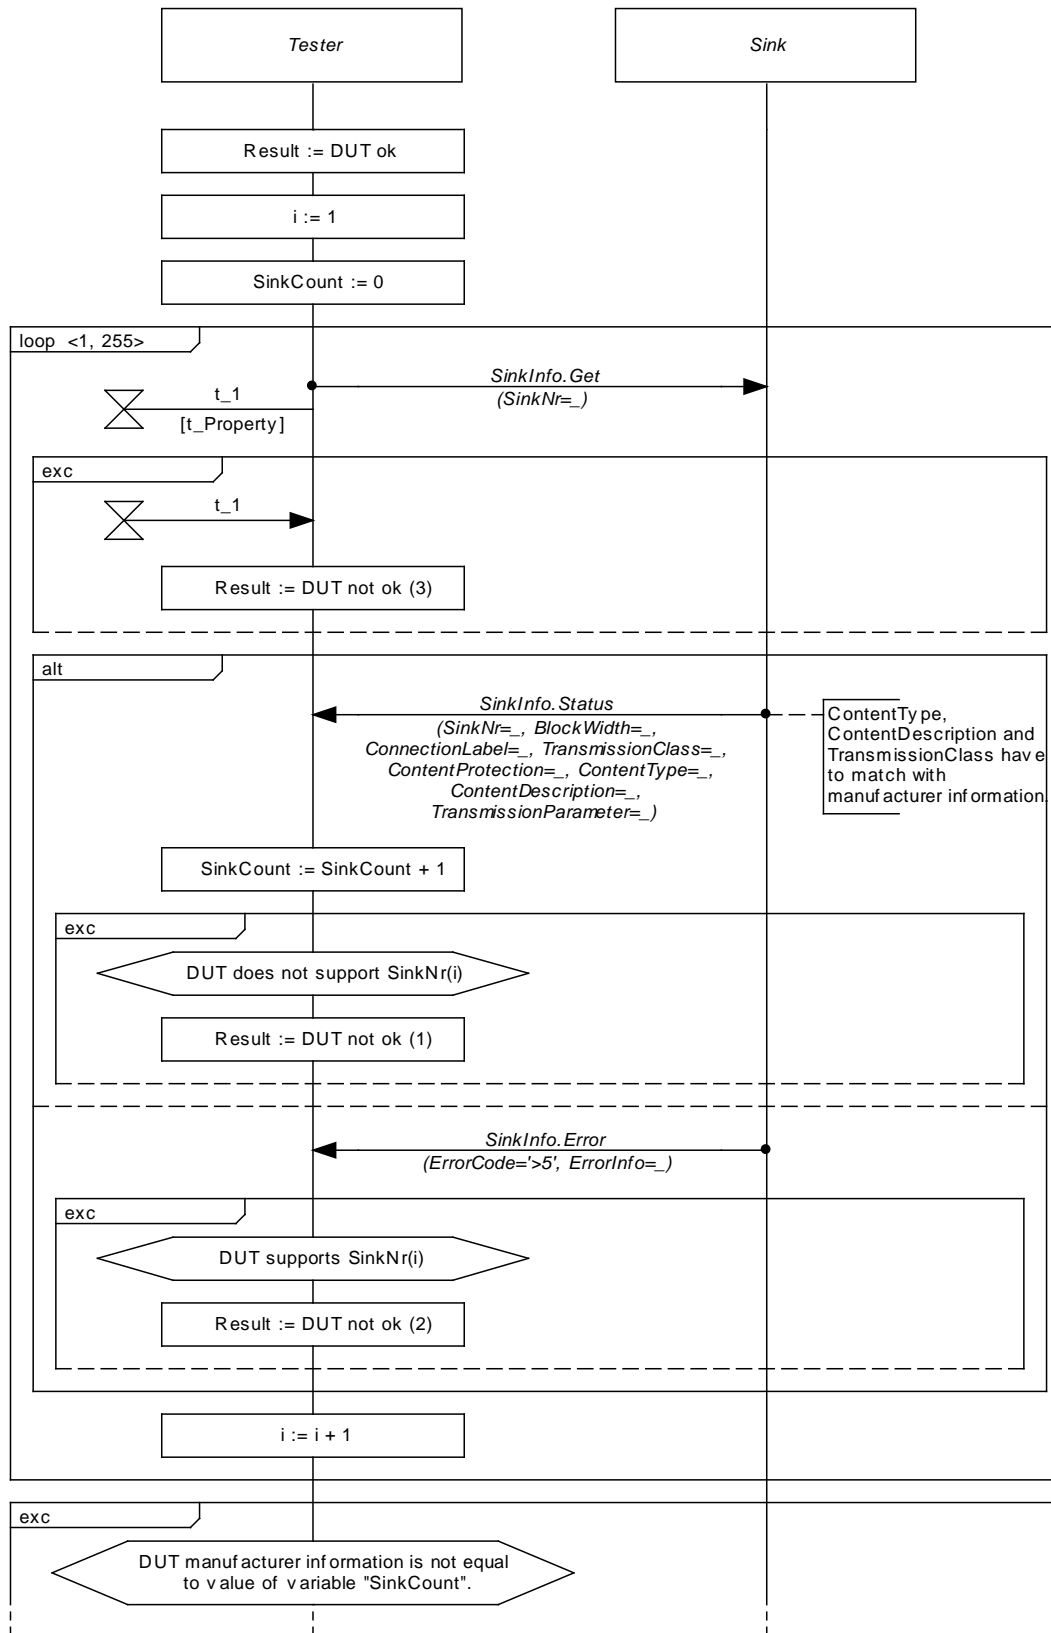 Tester
Sink
Result := DUT ok
i := 1
SinkCount := 0
loop <1, 255>
SinkInfo.Get
(SinkNr=_)
t_1
[t_Property]
exc
t_1
Result := DUT not ok (3)
alt
SinkInfo.Status
(SinkNr=_, BlockWidth=_,
ConnectionLabel=_, TransmissionClass=_,
ContentProtection=_, ContentType=_,
ContentDescription=_,
TransmissionParameter=_)
ContentType,
ContentDescription and
TransmissionClass have
to match with
manufacturer information.
SinkCount := SinkCount + 1
exc
DUT does not support SinkNr(i)
Result := DUT not ok (1)
SinkInfo.Error
(ErrorCode='>5', ErrorInfo=_)
exc
DUT supports SinkNr(i)
Result := DUT not ok (2)
i := i + 1
exc
DUT manufacturer information is not equal
to value of variable "SinkCount".